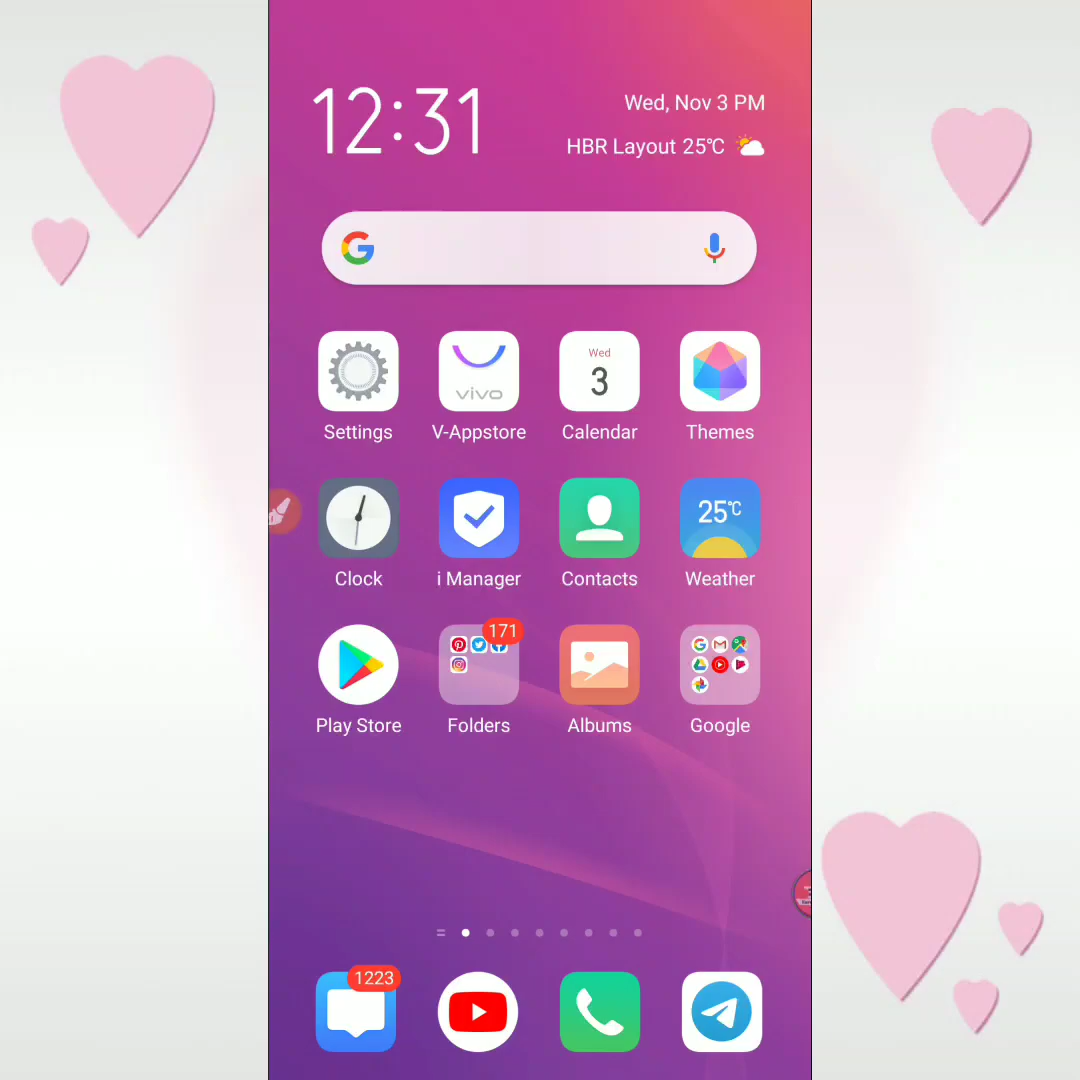 12:31
Wed, Nov 3 PM
HBR Layout 25℃
Wed
3
vivo
25℃
Settings
V-Appstore
Calendar
Themes
Clock
i Manager
Contacts
Weather
171
Play Store
Folders
Albums
Google
1223